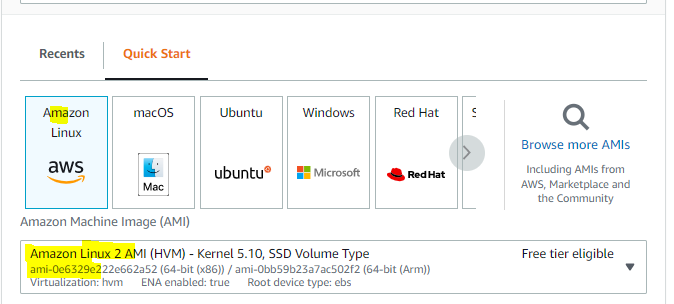 Recents
Quick Start
Amazon
Linux
aws
macOS
Mac
Ubuntu
ubuntu
Windows
Microsoft
Red Hat
Red Hat
S
Browse more AMIs
Including AMIs from
AWS, Marketplace and
the Community
Amazon Machine Image (AMI)
Amazon Linux 2 AMI (HVM) - Kernel 5.10, SSD Volume Type
Free tier eligible
ami-0e6329e222e662a52 (64-bit (x86)) / ami-0bb59b23a7ac502f2 (64-bit (Arm))
Virtualization: hvm ENA enabled: true Root device type: ebs